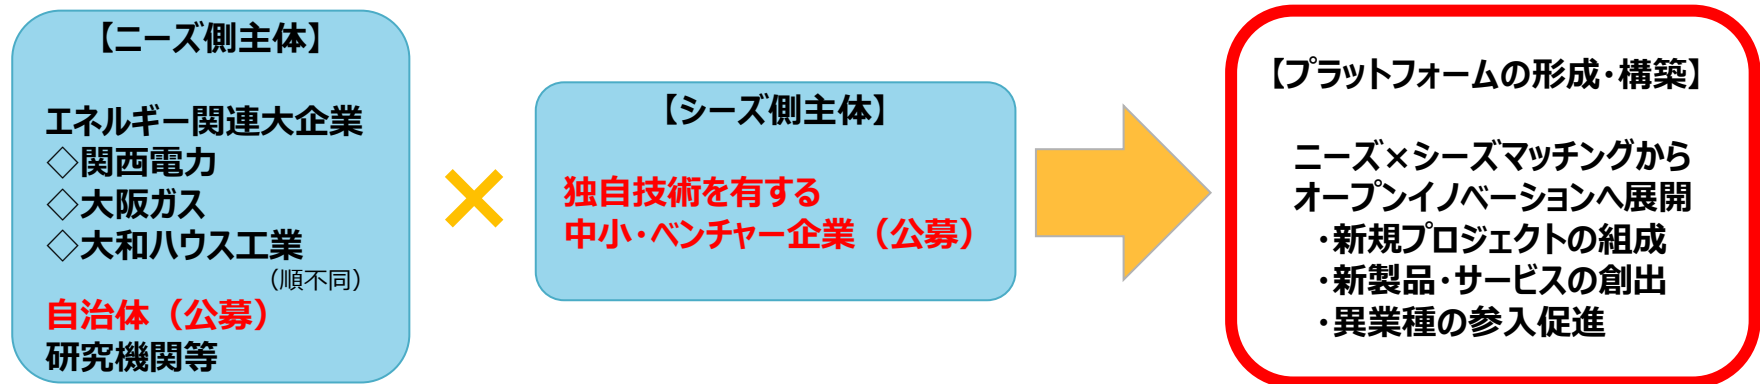 【ニーズ側主体】
エネルギー関連大企業
◇関西電力
◇大阪ガス
◇大和ハウス工業
（順不同）
自治体（公募）
研究機関等
×
【シーズ側主体】
独自技術を有する
中小・ベンチャー企業（公募）
【プラットフォームの形成・構築】
ニーズ×シーズマッチングから
オープンイノベーションへ展開
・新規プロジェクトの組成
・新製品・サービスの創出
・異業種の参入促進